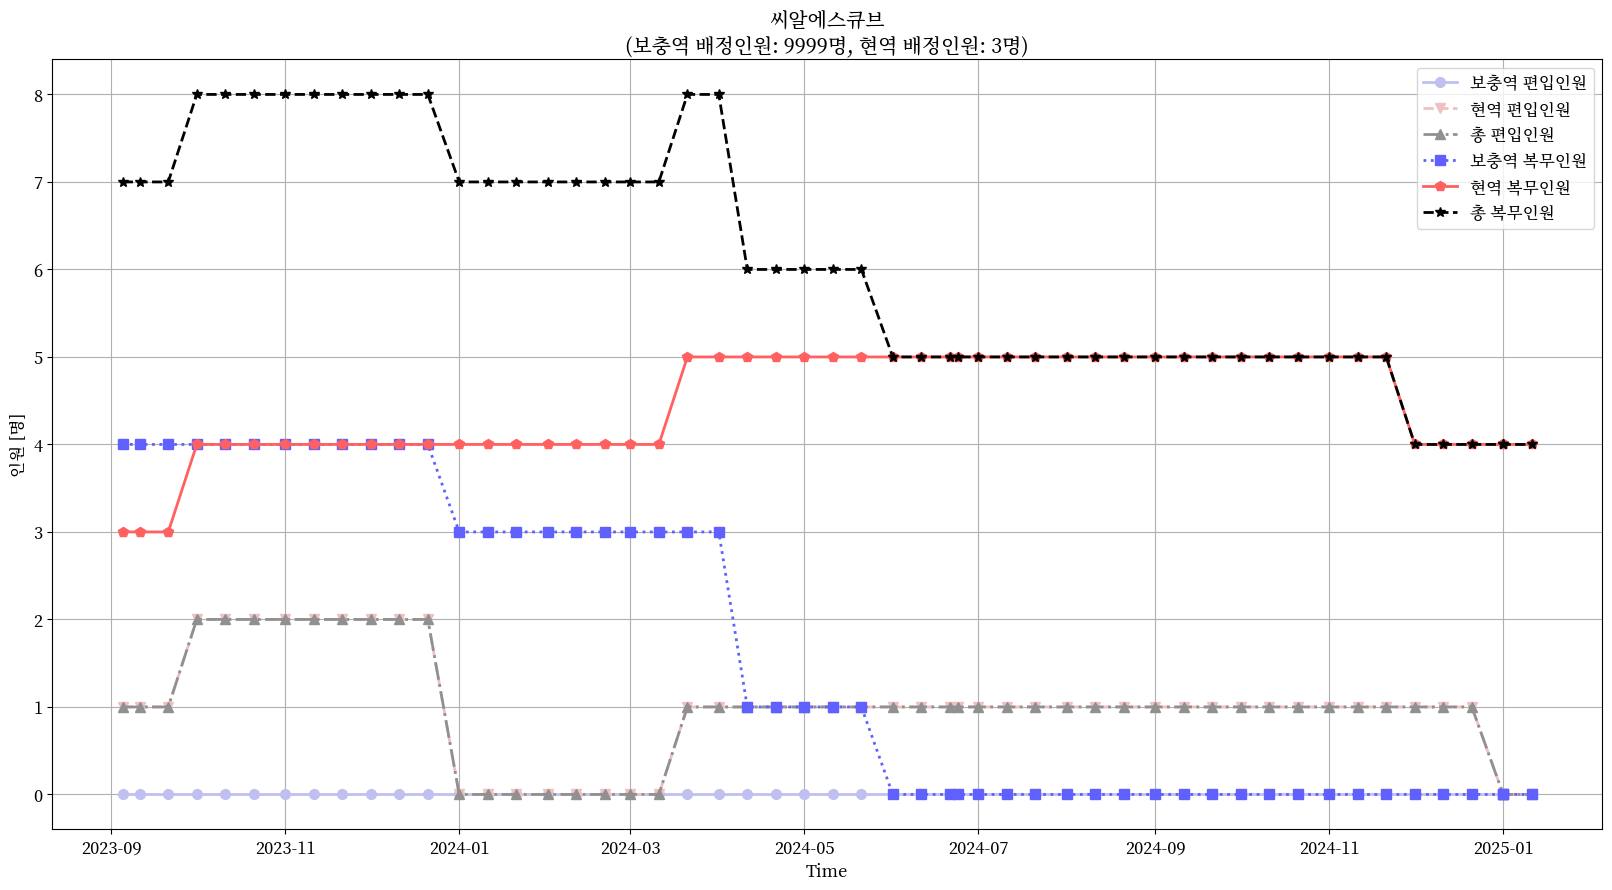 씨알에스큐브
(보충역 배정인원: 9999명, 현역 배정인원: 3명)
보충역 편입인원
현역 편입인원
총 편입인원
보충역 복무인원
현역 복무인원
총 복무인원
인원 [명]
8
7
6
5
4
3
2
1
0
2023-09 2023-11 2024-01 2024-03 2024-05 2024-07 2024-09 2024-11 2025-01
Time